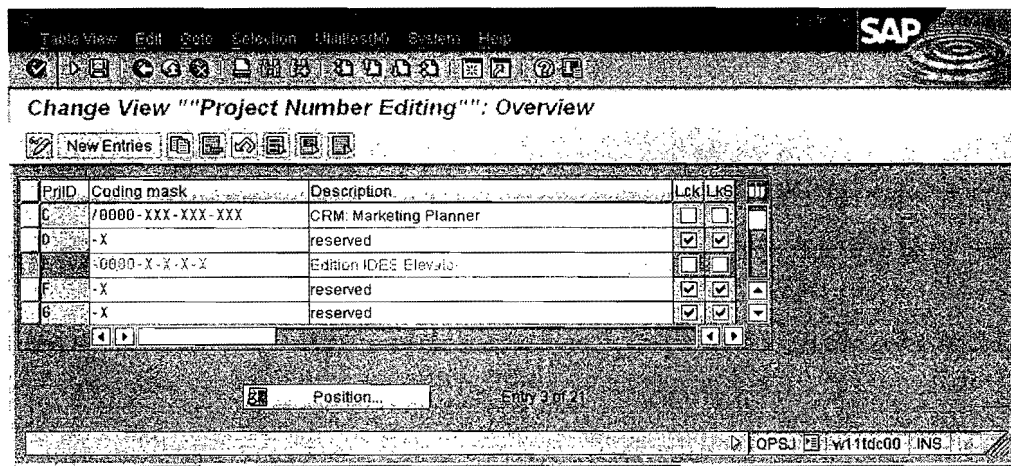 SAP
Table View Edit Goto Selection Utilities(M) System Help
Change View ""Project Number Editing"": Overview
New Entries
PrjID Coding mask Description Lck LkS
C /0000-XXX-XXX-XXX CRM: Marketing Planner
D -X reserved
-0000-X-X-X-X Edition IDES Elevato
F -X reserved
G -X reserved
Position... Entry 3 of 21
OPSJ w11tdc00 INS